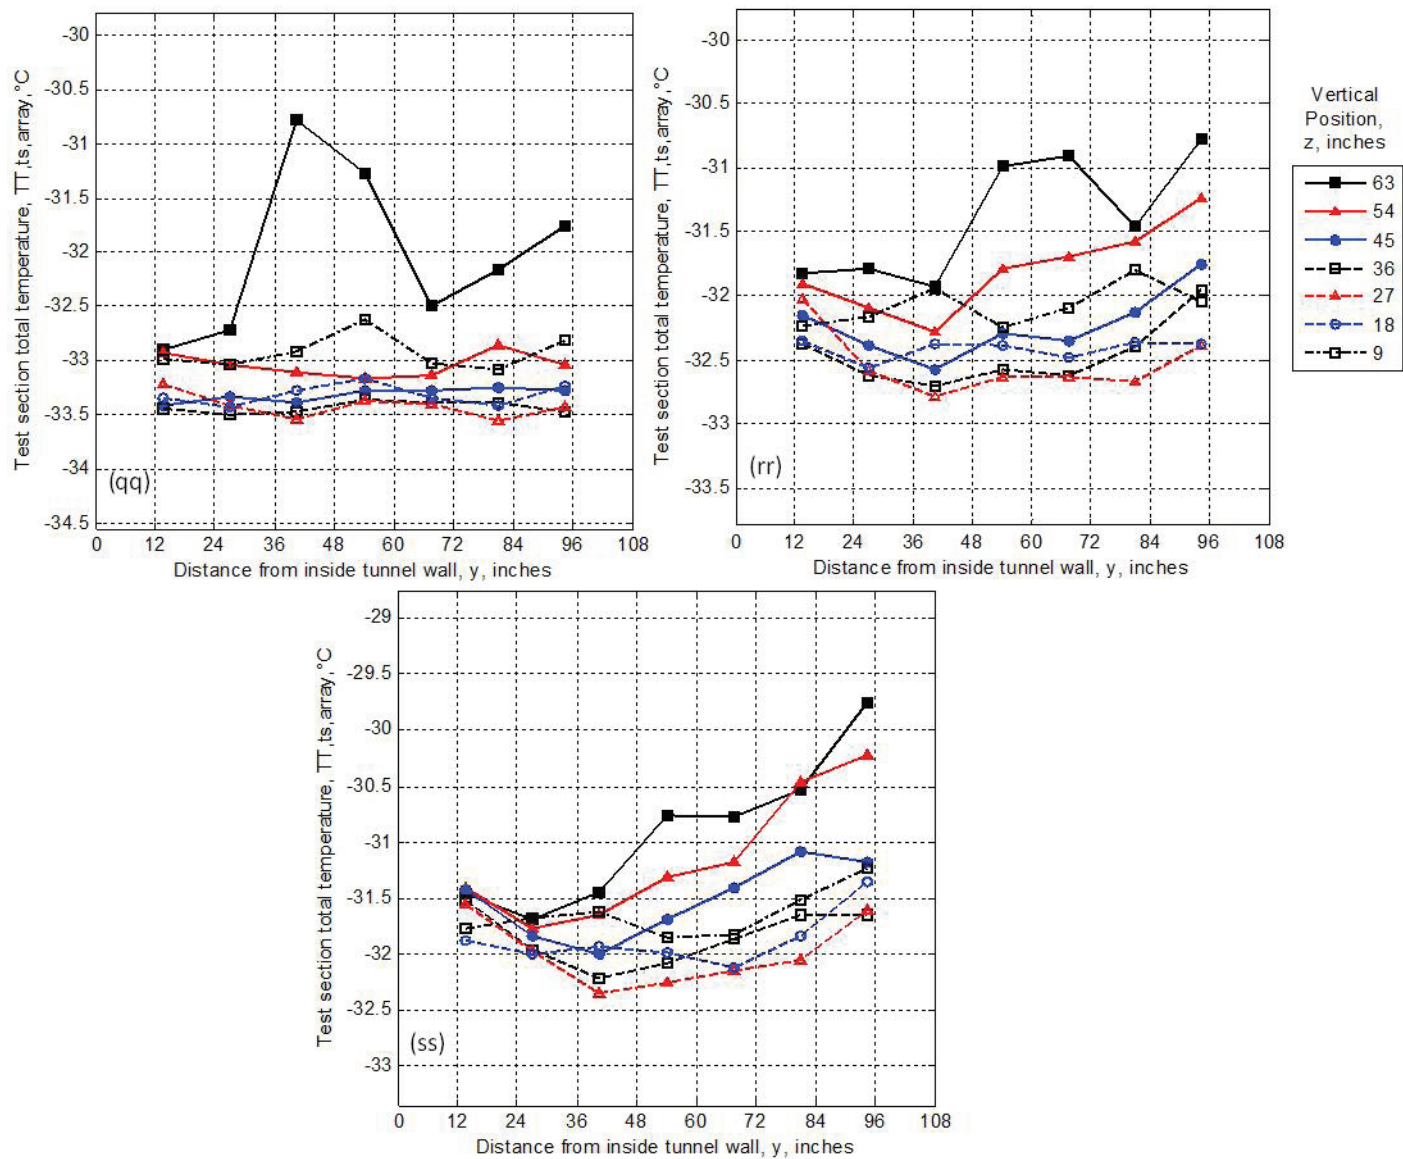 Test section total temperature, TT,ts,array,°C
-30
-30.5
-31
-31.5
-32
-32.5
-33
-33.5
-34
-34.5
(qq)
0 12 24 36 48 60 72 84 96 108
Distance from inside tunnel wall, y, inches
Test section total temperature, TT,ts,array,°C
-30
-30.5
-31
-31.5
-32
-32.5
-33
-33.5
(rr)
0 12 24 36 48 60 72 84 96 108
Distance from inside tunnel wall, y, inches
Vertical
Position,
z, inches
63
54
45
36
27
18
9
Test section total temperature, TT,ts,array,°C
-29
-29.5
-30
-30.5
-31
-31.5
-32
-32.5
-33
(ss)
0 12 24 36 48 60 72 84 96 108
Distance from inside tunnel wall, y, inches